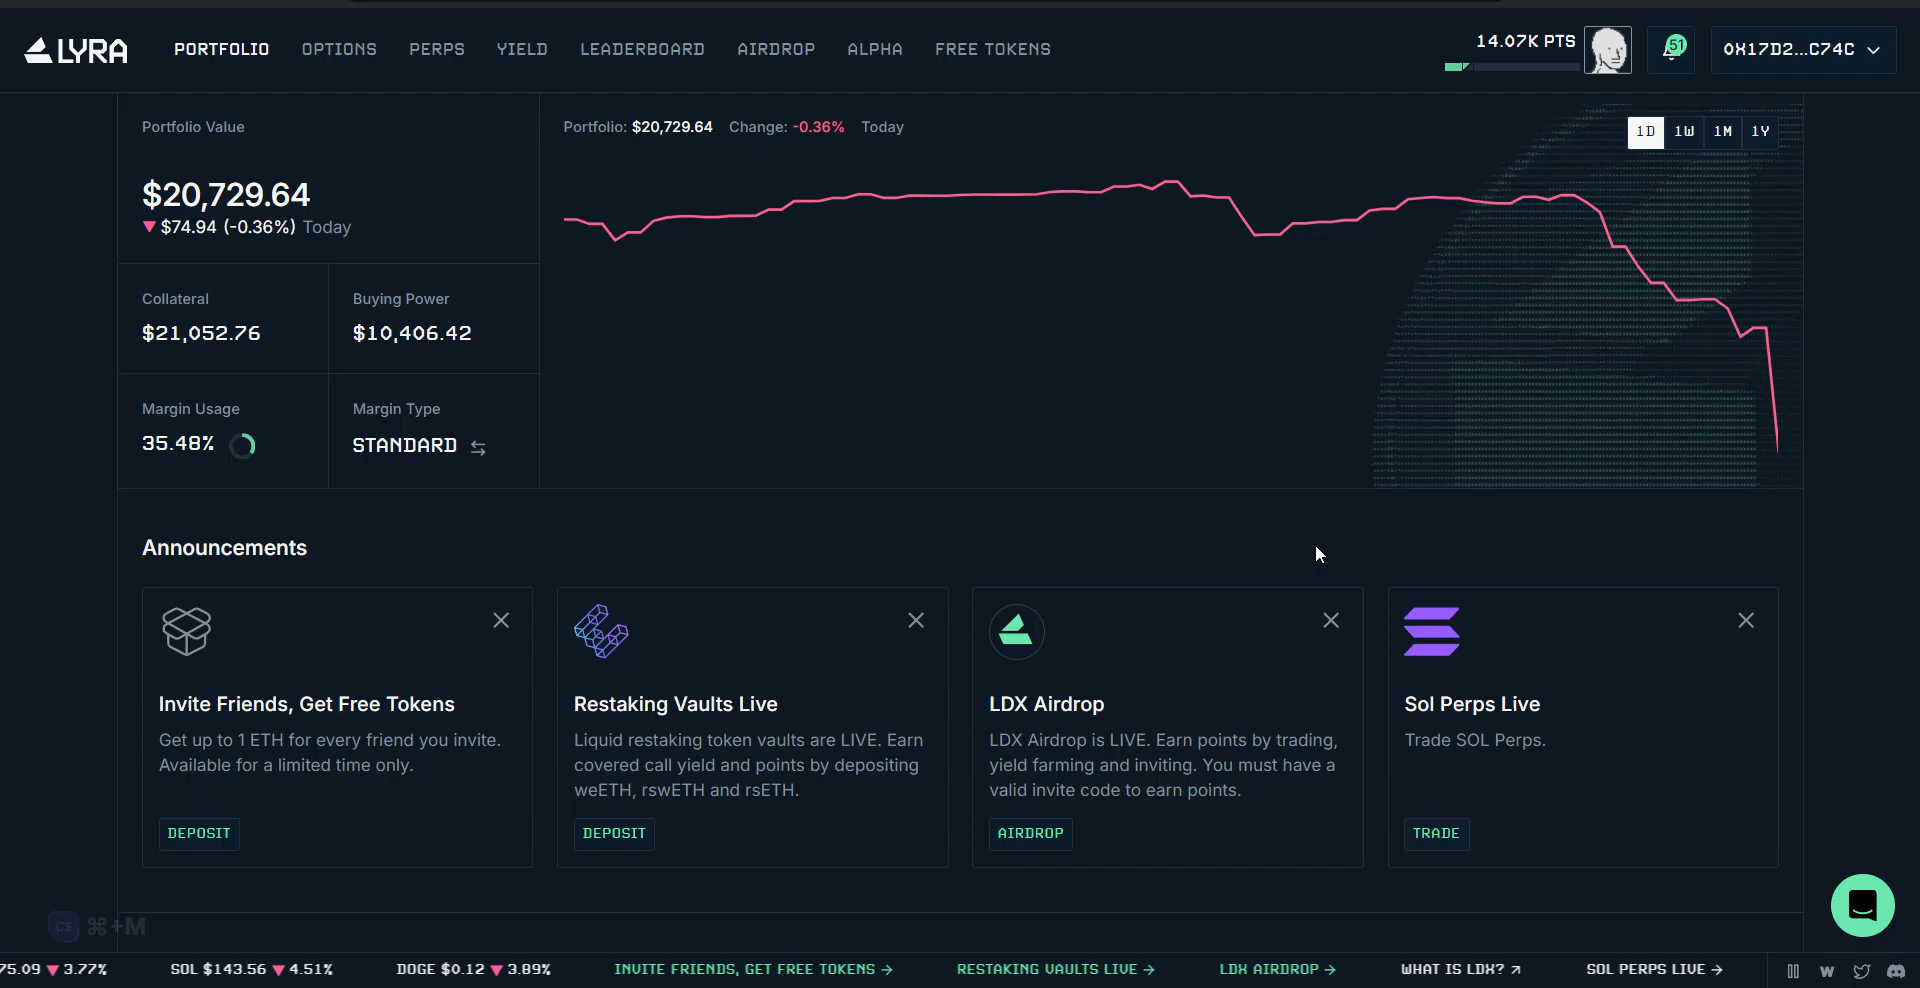 LYRA
PORTFOLIO OPTIONS PERPS YIELD LEADERBOARD AIRDROP ALPHA FREE TOKENS
14.07K PTS
51
0X17D2...C74C
Portfolio Value
$20,729.64
$74.94 (-0.36%) Today
Collateral
$21,052.76
Buying Power
$10,406.42
Margin Usage
35.48%
Margin Type
STANDARD
Portfolio: $20,729.64 Change: -0.36% Today
1D 1W 1M 1Y
Announcements
Invite Friends, Get Free Tokens
Get up to 1 ETH for every friend you invite.
Available for a limited time only.
DEPOSIT
Restaking Vaults Live
Liquid restaking token vaults are LIVE. Earn
covered call yield and points by depositing
weETH, rswETH and rsETH.
DEPOSIT
LDX Airdrop
LDX Airdrop is LIVE. Earn points by trading,
yield farming and inviting. You must have a
valid invite code to earn points.
AIRDROP
Sol Perps Live
Trade SOL Perps.
TRADE
CS ⌘+M
75.09 ▼ 3.77% SOL $143.56 ▼ 4.51% DOGE $0.12 ▼ 3.89% INVITE FRIENDS, GET FREE TOKENS → RESTAKING VAULTS LIVE → LDX AIRDROP → WHAT IS LDX? ↗ SOL PERPS LIVE →